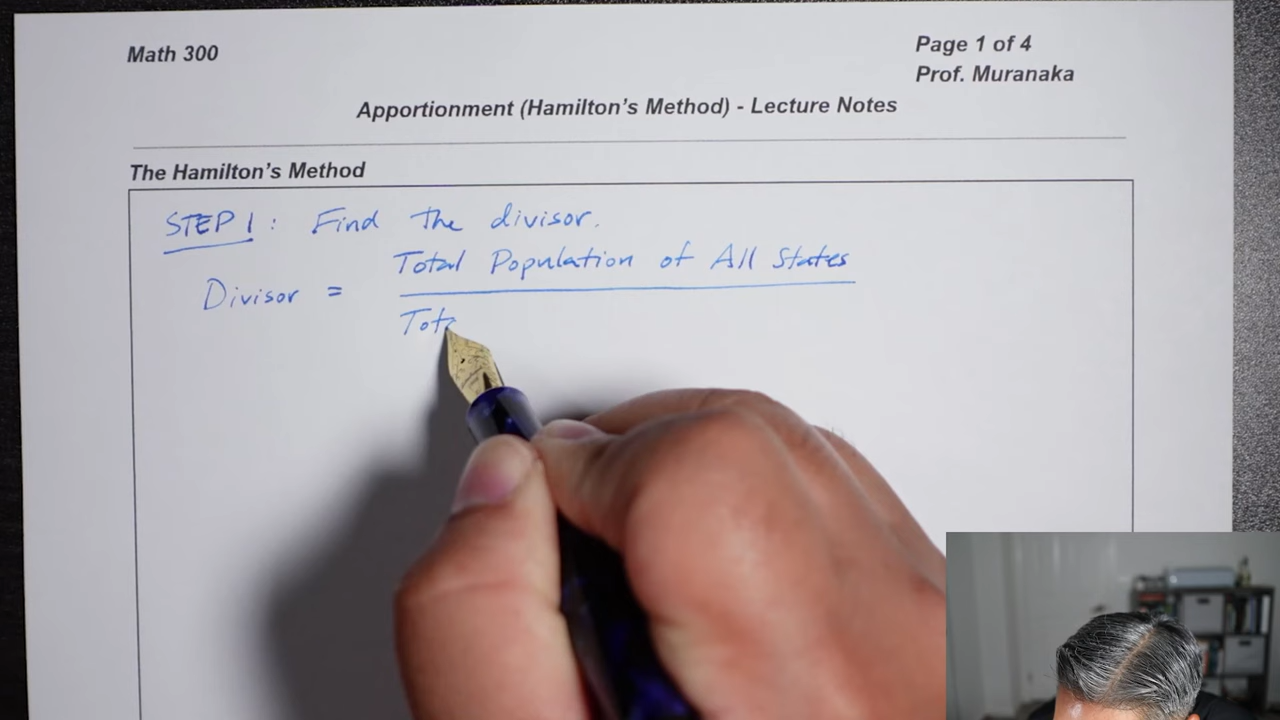 Math 300
Page 1 of 4
Prof. Muranaka
Apportionment (Hamilton's Method) - Lecture Notes
The Hamilton's Method
STEP 1: Find the divisor.
Total Population of All States
Divisor =
Tota